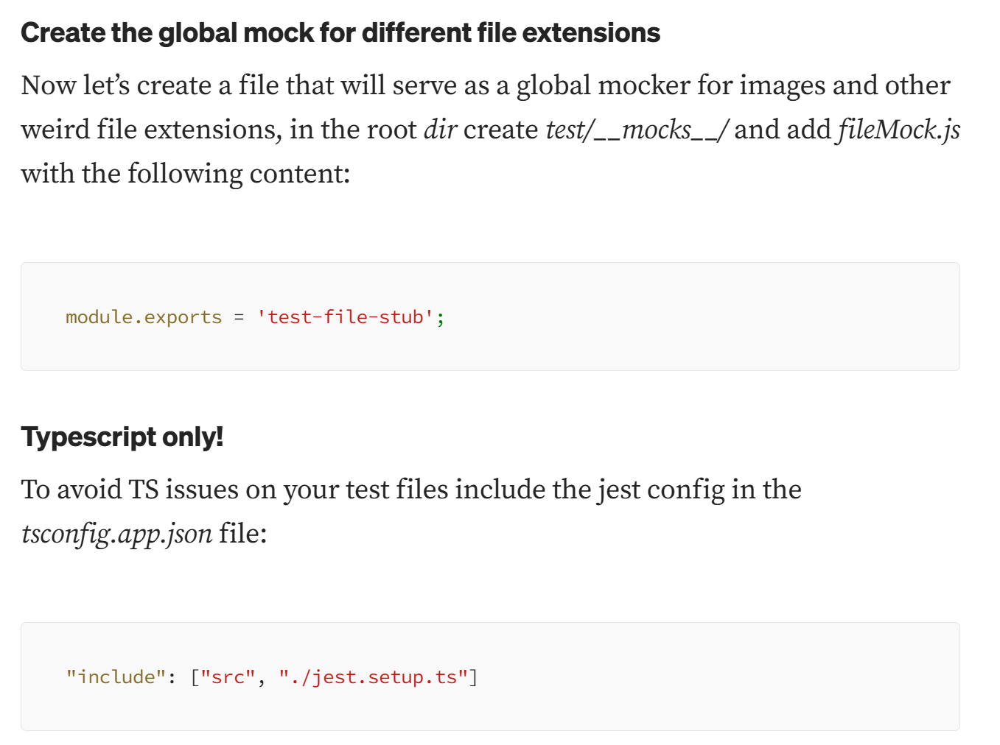 Create the global mock for different file extensions
Now let’s create a file that will serve as a global mocker for images and other
weird file extensions, in the root dir create test/__mocks__/ and add fileMock.js
with the following content:
module.exports = 'test-file-stub';
Typescript only!
To avoid TS issues on your test files include the jest config in the
tsconfig.app.json file:
"include": ["src", "./jest.setup.ts"]